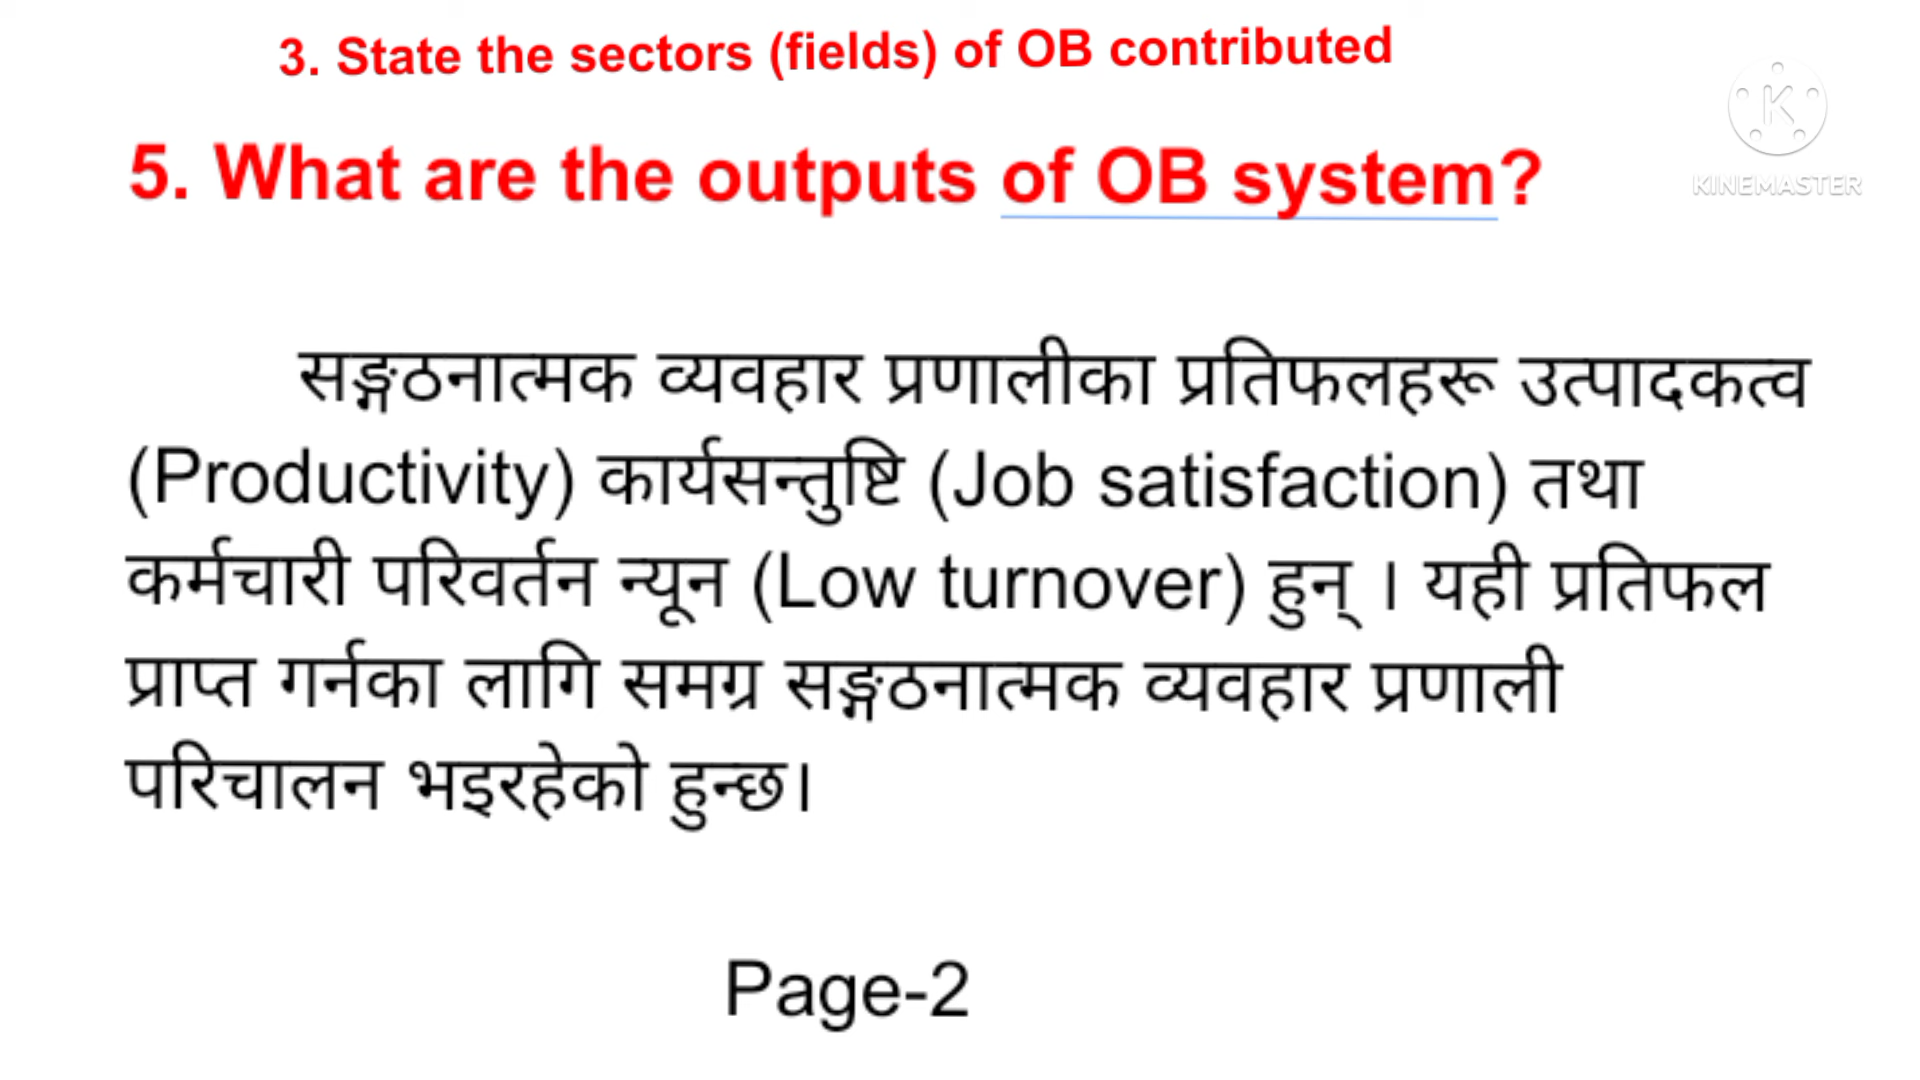 3. State the sectors (fields) of OB contributed
5. What are the outputs of OB system?
KINEMASTER
सङ्गठनात्मक व्यवहार प्रणालीका प्रतिफलहरू उत्पादकत्व
(Productivity) कार्यसन्तुष्टि (Job satisfaction) तथा
कर्मचारी परिवर्तन न्यून (Low turnover) हुन् । यही प्रतिफल
प्राप्त गर्नका लागि समग्र सङ्गठनात्मक व्यवहार प्रणाली
परिचालन भइरहेको हुन्छ।
Page-2